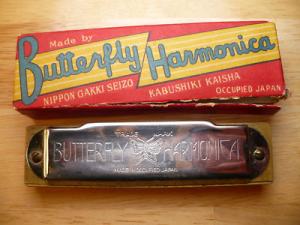 Made by
Butterfly Harmonica
NIPPON GAKKI SEIZO KABUSHIKI KAISHA
OCCUPIED JAPAN
TRADE MARK
BUTTERFLY HARMONICA
MADE IN OCCUPIED JAPAN